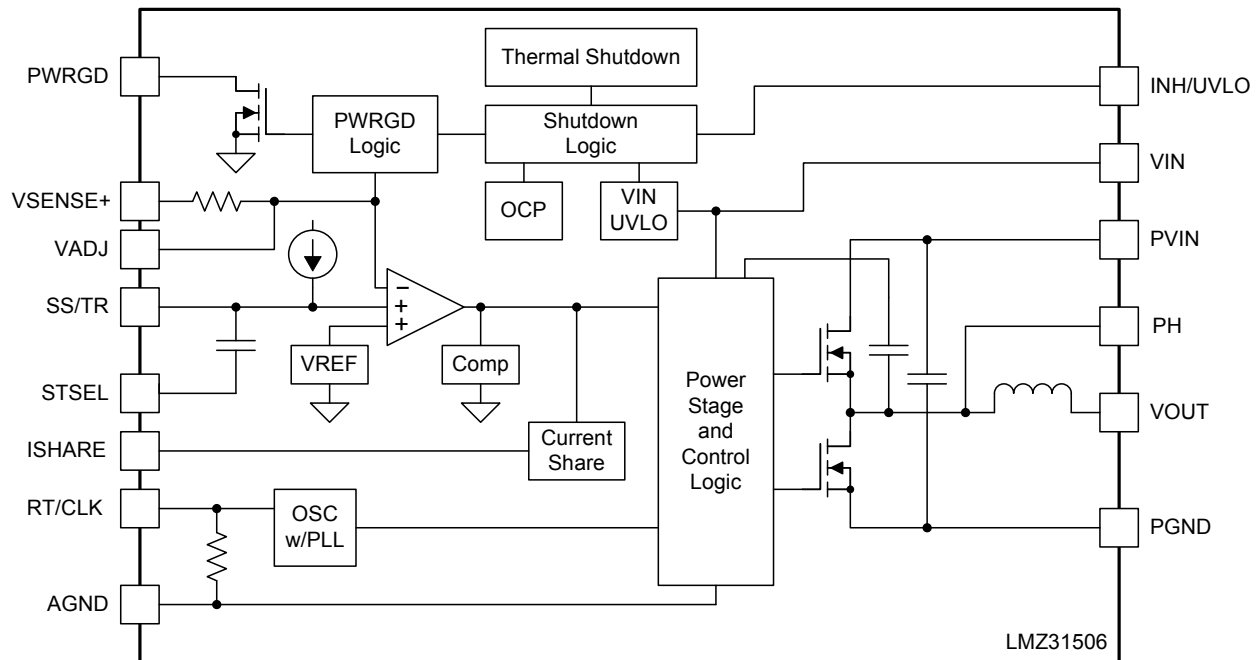 Thermal Shutdown
PWRGD
INH/UVLO
PWRGD
Logic
Shutdown
Logic
VIN
VSENSE+
OCP
VIN
UVLO
VADJ
PVIN
SS/TR
−
+
+
PH
VREF
Comp
STSEL
Power
Stage
and
Control
Logic
VOUT
ISHARE
Current
Share
RT/CLK
OSC
w/PLL
PGND
AGND
LMZ31506